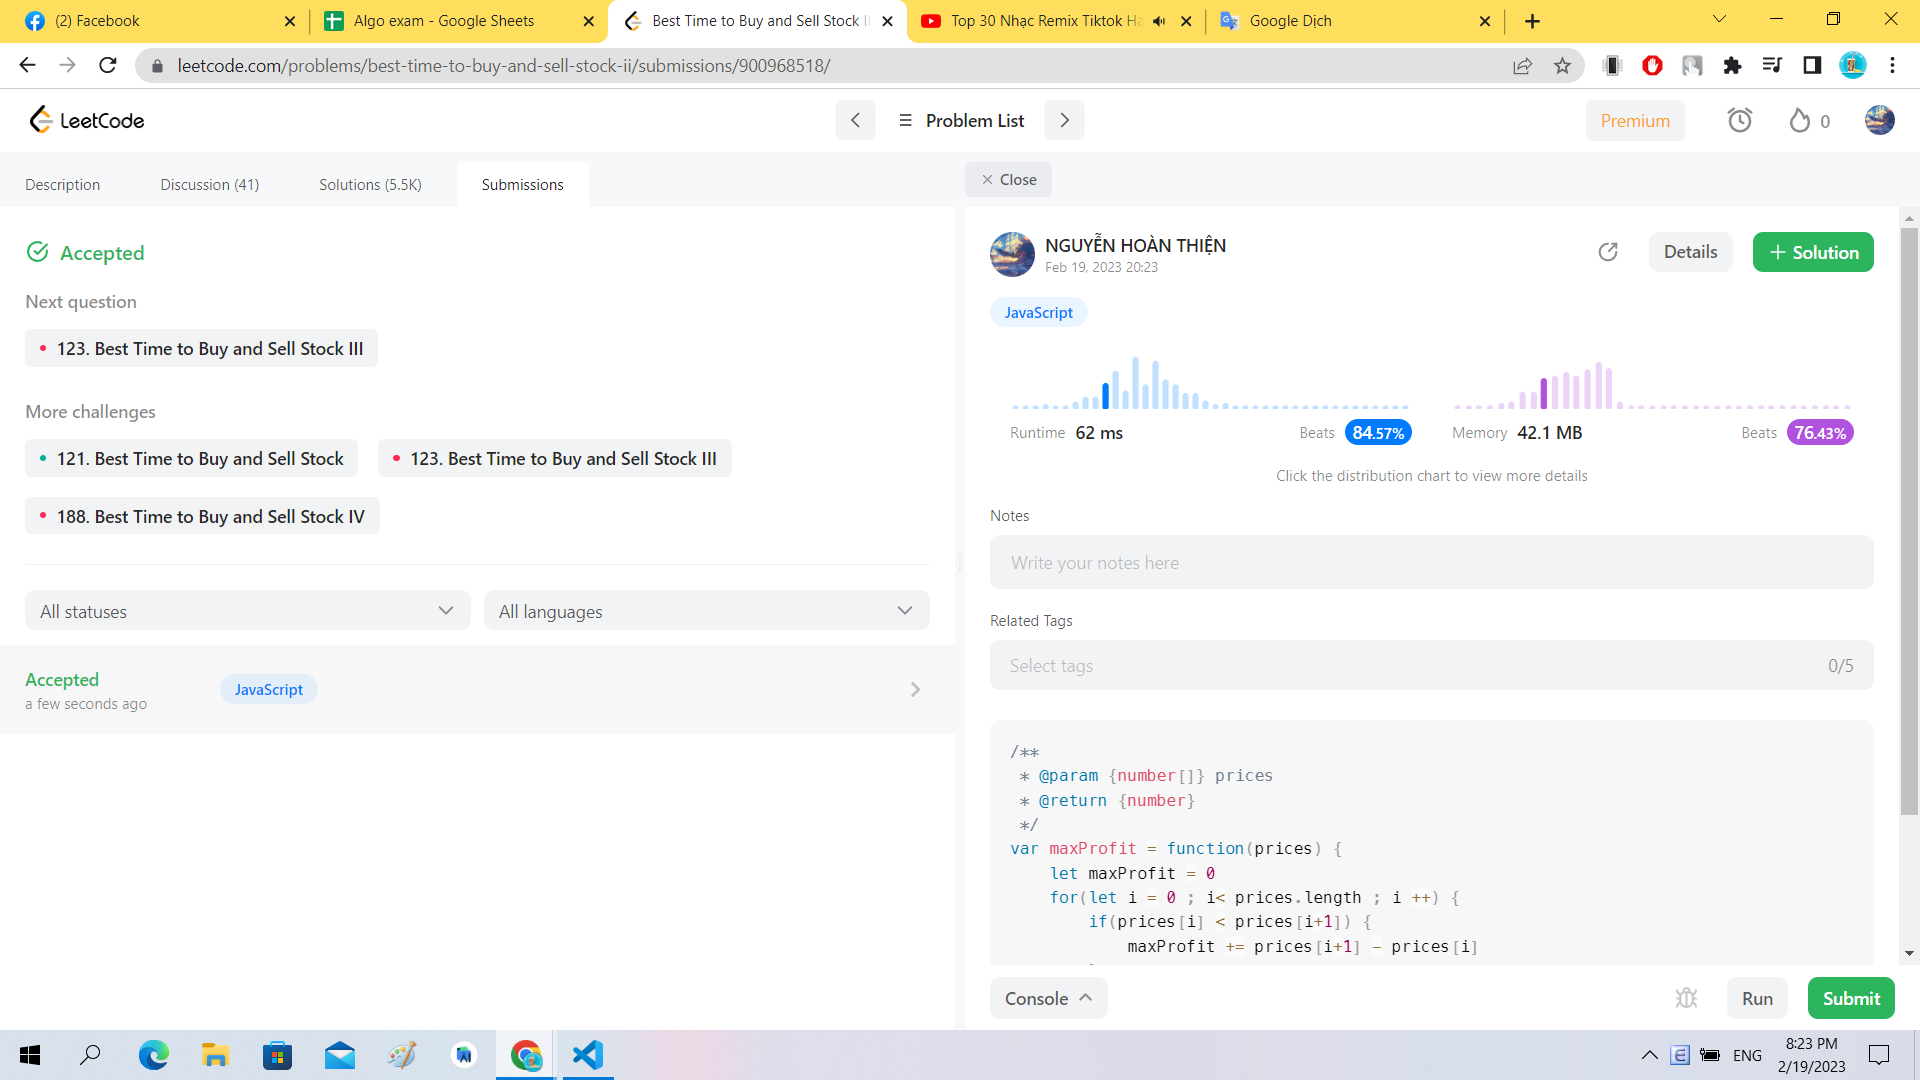 (2) Facebook
Algo exam - Google Sheets
Best Time to Buy and Sell Stock II
Top 30 Nhạc Remix Tiktok Ha
Google Dịch
leetcode.com/problems/best-time-to-buy-and-sell-stock-ii/submissions/900968518/
LeetCode
Problem List
Premium
0
Description
Discussion (41)
Solutions (5.5K)
Submissions
Close
Accepted
Next question
123. Best Time to Buy and Sell Stock III
More challenges
121. Best Time to Buy and Sell Stock
123. Best Time to Buy and Sell Stock III
188. Best Time to Buy and Sell Stock IV
All statuses
All languages
Accepted
a few seconds ago
JavaScript
NGUYỄN HOÀN THIỆN
Feb 19, 2023 20:23
Details
Solution
JavaScript
Runtime 62 ms
Beats 84.57%
Memory 42.1 MB
Beats 76.43%
Click the distribution chart to view more details
Notes
Write your notes here
Related Tags
Select tags
0/5
/**
 * @param {number[]} prices
 * @return {number}
 */
var maxProfit = function(prices) {
    let maxProfit = 0
    for(let i = 0 ; i< prices.length ; i ++) {
        if(prices[i] < prices[i+1]) {
            maxProfit += prices[i+1] - prices[i]
Console
Run
Submit
ENG
8:23 PM
2/19/2023